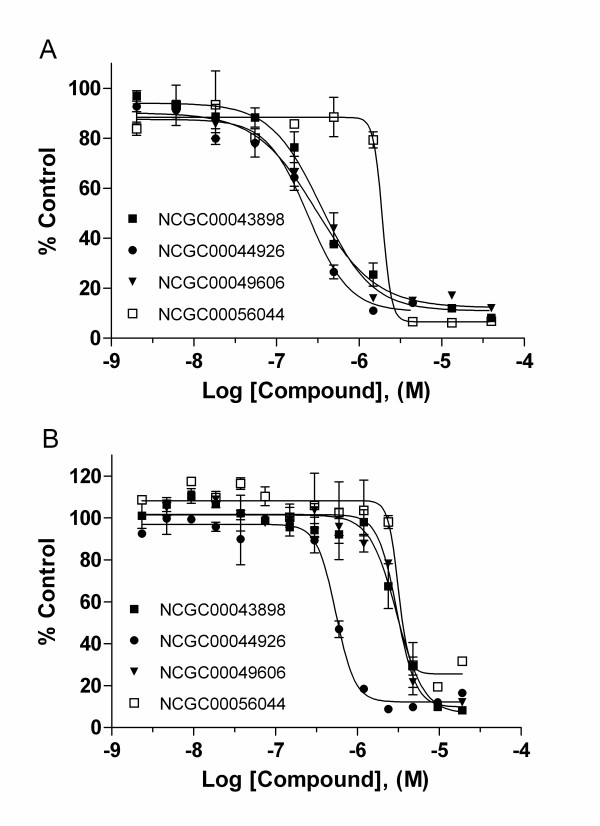 A
100
80
60
40
20
0
% Control
NCGC00043898
NCGC00044926
NCGC00049606
NCGC00056044
-9
-8
-7
-6
-5
-4
Log [Compound], (M)
B
120
100
80
60
40
20
0
% Control
NCGC00043898
NCGC00044926
NCGC00049606
NCGC00056044
-9
-8
-7
-6
-5
-4
Log [Compound], (M)